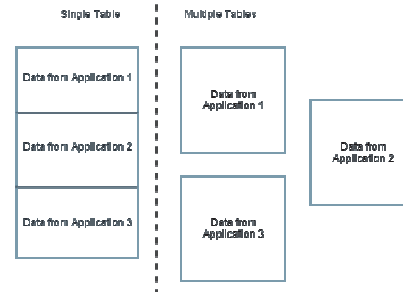 Single Table
Multiple Tables
Data from Application 1
Data from Application 2
Data from Application 3
Data from
Application 1
Data from
Application 2
Data from
Application 3